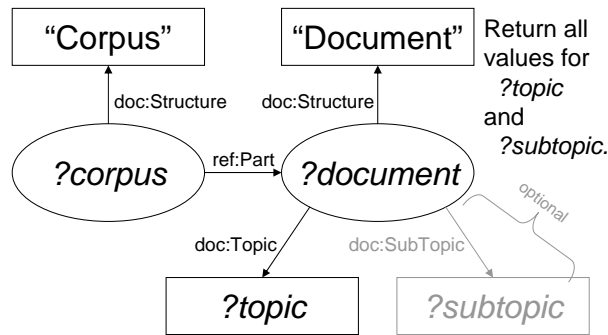 “Corpus”
“Document”
Return all
values for
?topic
and
?subtopic.
doc:Structure
doc:Structure
?corpus
ref:Part
?document
optional
doc:Topic
doc:SubTopic
?topic
?subtopic